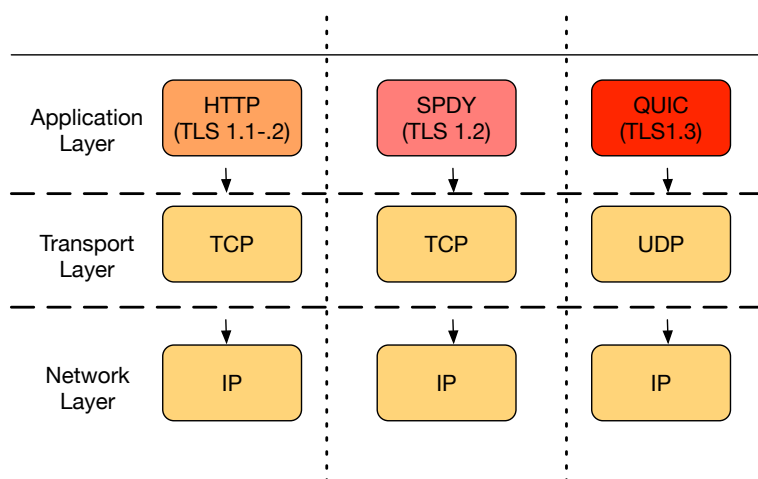 Application
Layer
HTTP
(TLS 1.1-.2)
SPDY
(TLS 1.2)
QUIC
(TLS1.3)
Transport
Layer
TCP
TCP
UDP
Network
Layer
IP
IP
IP